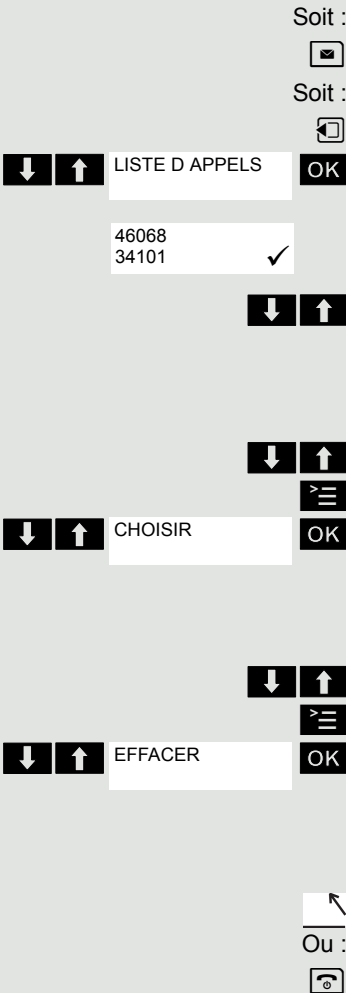 Soit :
Soit :
LISTE D APPELS OK
46068
34101
CHOISIR OK
EFFACER OK
Ou :